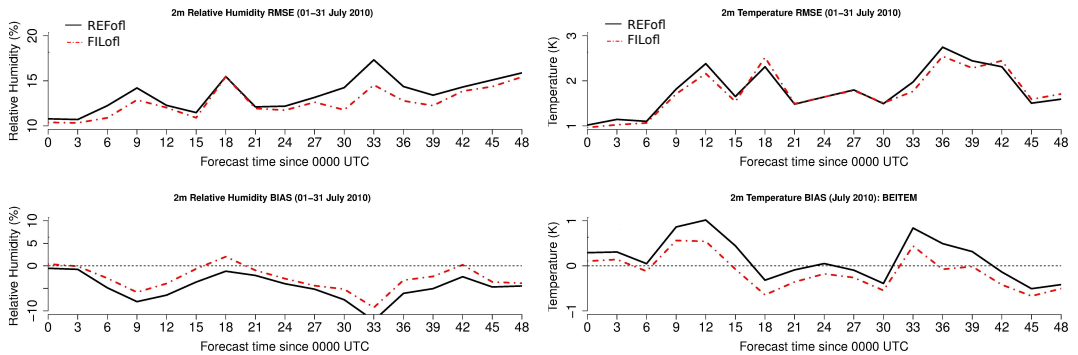 2m Relative Humidity RMSE (01−31 July 2010)
REFofl
FILofl
Relative Humidity (%)
20
15
10
0 3 6 9 12 15 18 21 24 27 30 33 36 39 42 45 48
Forecast time since 0000 UTC
2m Temperature RMSE (01−31 July 2010)
REFofl
FILofl
Temperature (K)
3
2
1
0 3 6 9 12 15 18 21 24 27 30 33 36 39 42 45 48
Forecast time since 0000 UTC
2m Relative Humidity BIAS (01−31 July 2010)
Relative Humidity (%)
10
5
0
−10
0 3 6 9 12 15 18 21 24 27 30 33 36 39 42 45 48
Forecast time since 0000 UTC
2m Temperature BIAS (July 2010): BEITEM
Temperature (K)
1
0
−1
0 3 6 9 12 15 18 21 24 27 30 33 36 39 42 45 48
Forecast time since 0000 UTC